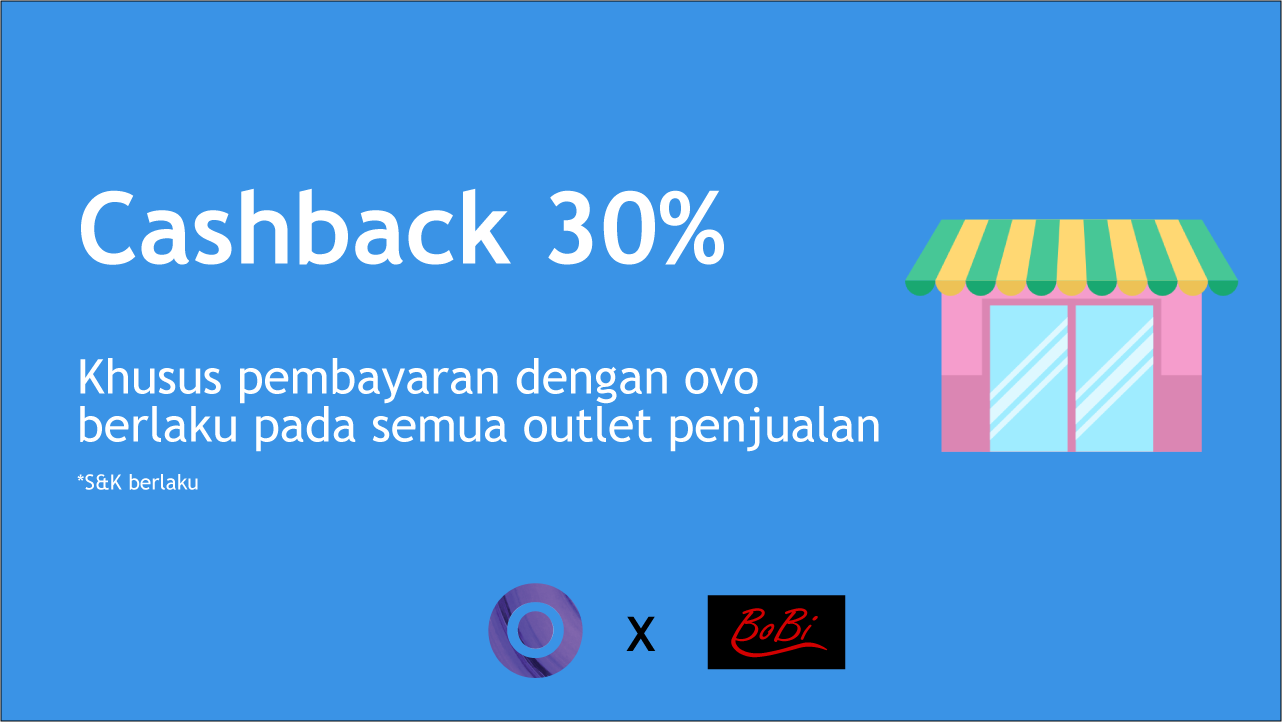 Cashback 30%
Khusus pembayaran dengan ovo
berlaku pada semua outlet penjualan
*S&K berlaku
X
BoBi